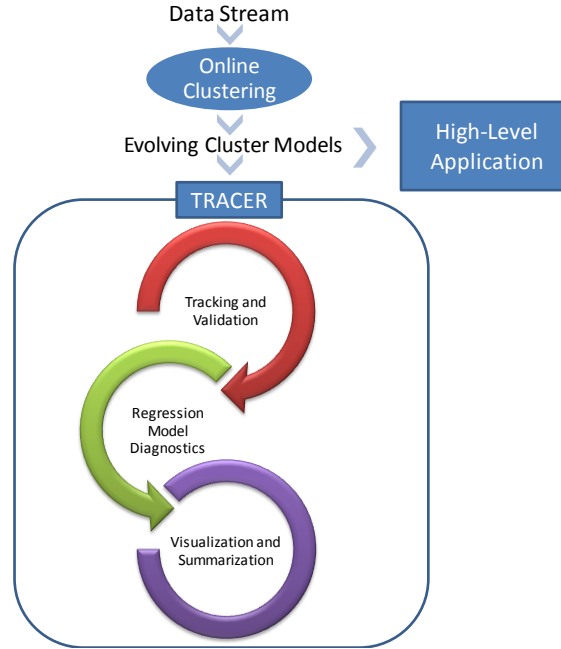 Data Stream
Online
Clustering
Evolving Cluster Models
High-Level
Application
TRACER
Tracking and
Validation
Regression
Model
Diagnostics
Visualization and
Summarization